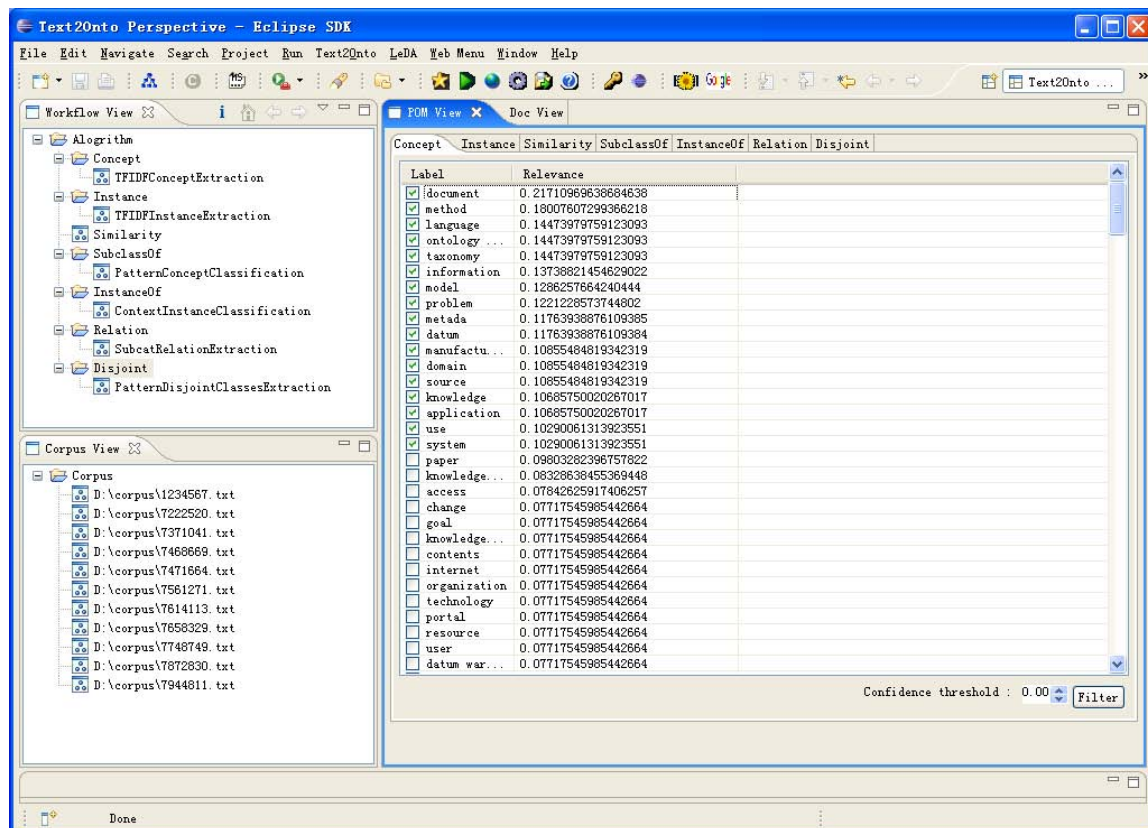 Text2Onto Perspective - Eclipse SDK
File Edit Navigate Search Project Run Text2Onto LeDA Web Menu Window Help
Text2Onto ...
Workflow View
Alogrithm
Concept
TFIDFConceptExtraction
Instance
TFIDFInstanceExtraction
Similarity
SubclassOf
PatternConceptClassification
InstanceOf
ContextInstanceClassification
Relation
SubcatRelationExtraction
Disjoint
PatternDisjointClassesExtraction
Corpus View
Corpus
D:\corpus\1234567.txt
D:\corpus\7222520.txt
D:\corpus\7371041.txt
D:\corpus\7468669.txt
D:\corpus\7471664.txt
D:\corpus\7561271.txt
D:\corpus\7614113.txt
D:\corpus\7658329.txt
D:\corpus\7748749.txt
D:\corpus\7872830.txt
D:\corpus\7944811.txt
POM View Doc View
Concept Instance Similarity SubclassOf InstanceOf Relation Disjoint
Label Relevance
document 0.21710969638684638
method 0.18007607299366218
language 0.14473979759123093
ontology ... 0.14473979759123093
taxonomy 0.14473979759123093
information 0.13738821454629022
model 0.1286257664240444
problem 0.1221228573744802
metada 0.11763938876109385
datum 0.11763938876109384
manufactu... 0.10855484819342319
domain 0.10855484819342319
source 0.10855484819342319
knowledge 0.10685750020267017
application 0.10685750020267017
use 0.10290061313923551
system 0.10290061313923551
paper 0.09803282396757822
knowledge... 0.08328638455369448
access 0.07842625917406257
change 0.07717545985442664
goal 0.07717545985442664
knowledge... 0.07717545985442664
contents 0.07717545985442664
internet 0.07717545985442664
organization 0.07717545985442664
technology 0.07717545985442664
portal 0.07717545985442664
resource 0.07717545985442664
user 0.07717545985442664
datum war... 0.07717545985442664
Confidence threshold : 0.00 Filter
Done